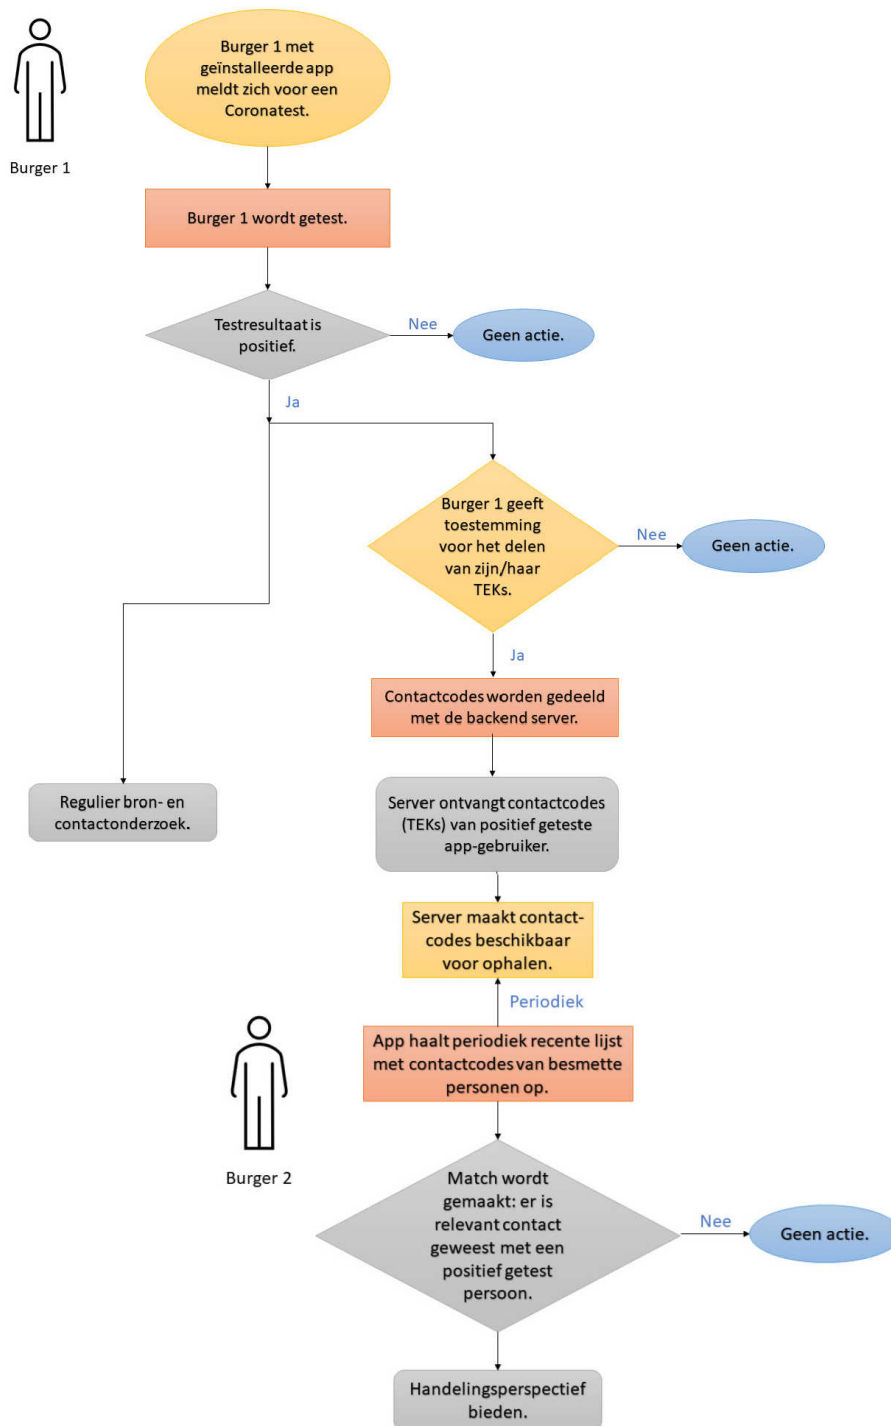 Burger 1 met
geïnstalleerde app
meldt zich voor een
Coronatest.
Burger 1
Burger 1 wordt getest.
Testresultaat is
positief.
Nee
Geen actie.
Ja
Burger 1 geeft
toestemming
voor het delen
van zijn/haar
TEKs.
Nee
Geen actie.
Ja
Contactcodes worden gedeeld
met de backend server.
Regulier bron- en
contactonderzoek.
Server ontvangt contactcodes
(TEKs) van positief geteste
app-gebruiker.
Server maakt contact-
codes beschikbaar
voor ophalen.
Periodiek
App haalt periodiek recente lijst
met contactcodes van besmette
personen op.
Burger 2
Match wordt
gemaakt: er is
relevant contact
geweest met een
positief getest
persoon.
Nee
Geen actie.
Handelingsperspectief
bieden.